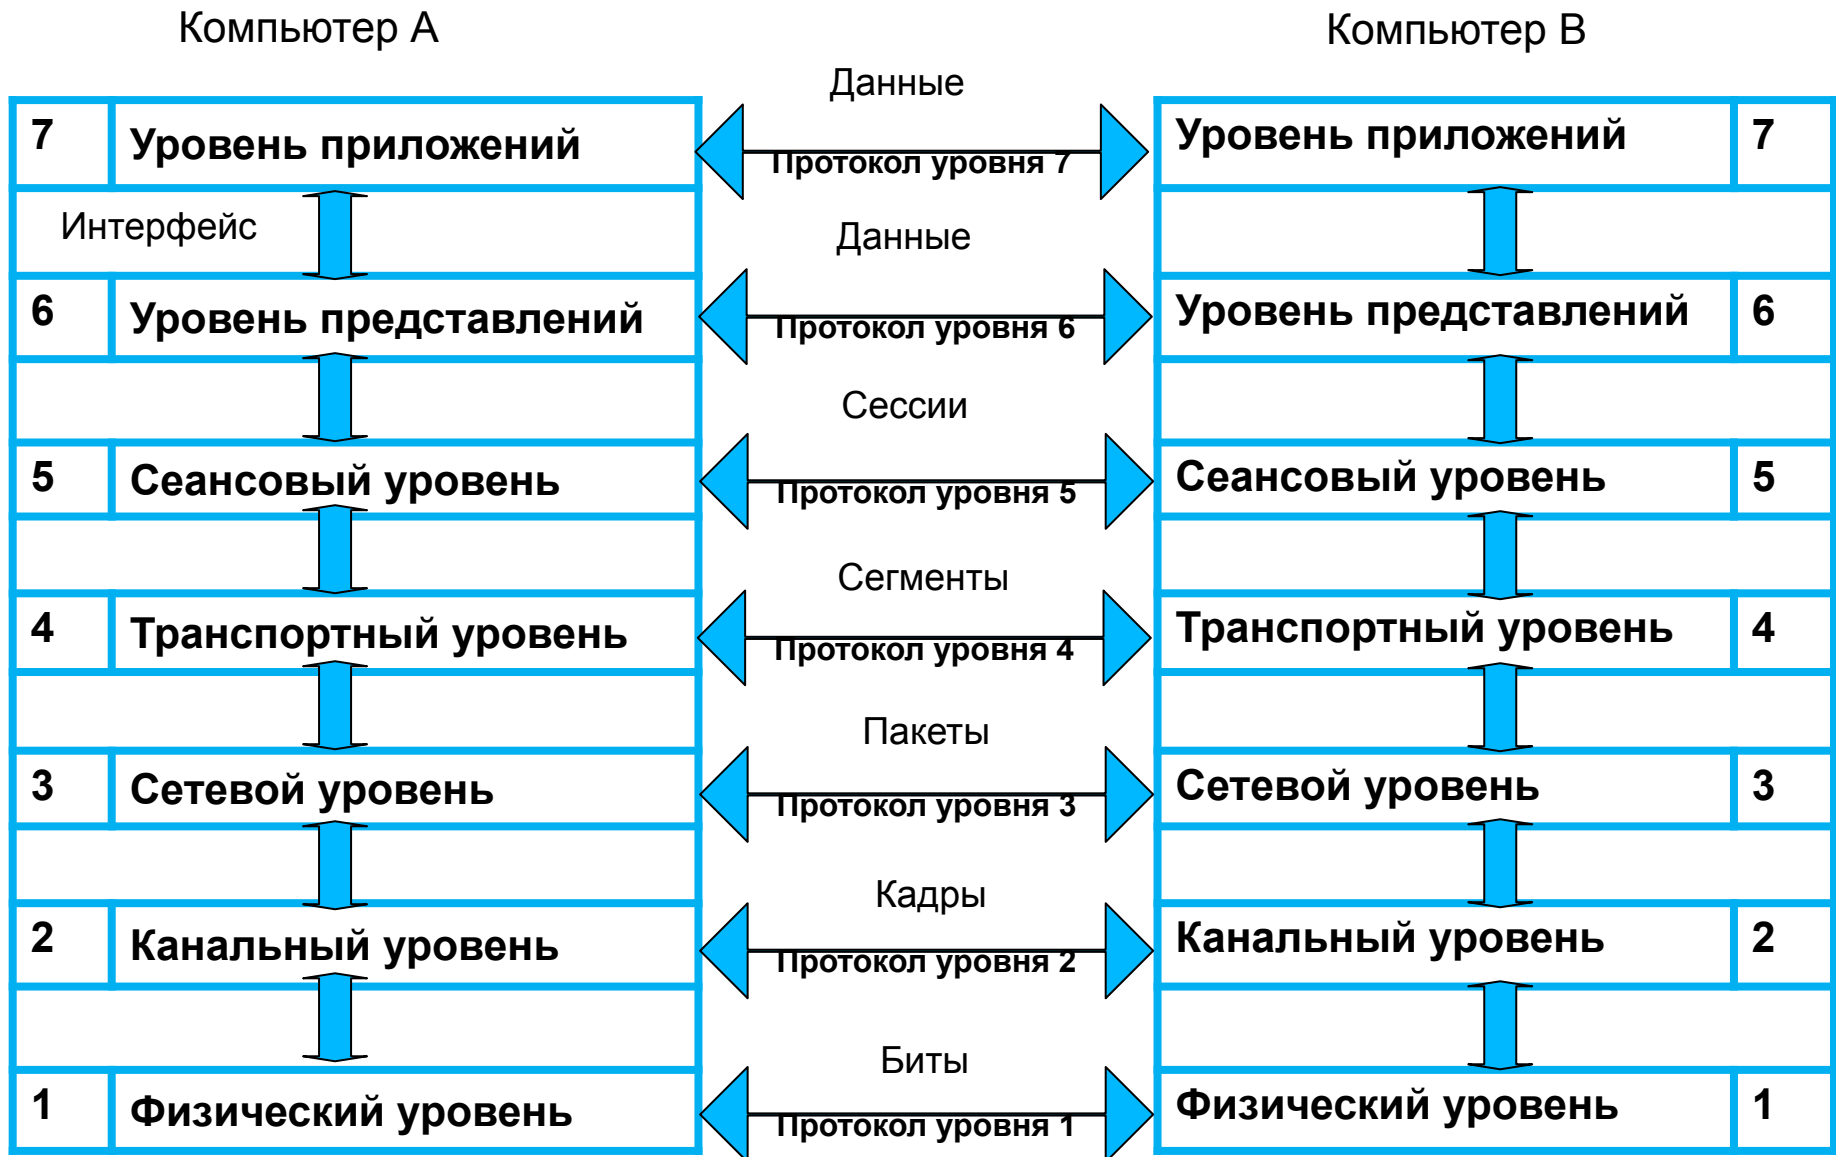 Компьютер A
Компьютер B
Данные
7 Уровень приложений
Протокол уровня 7
Уровень приложений 7
Интерфейс
Данные
6 Уровень представлений
Протокол уровня 6
Уровень представлений 6
Сессии
5 Сеансовый уровень
Протокол уровня 5
Сеансовый уровень 5
Сегменты
4 Транспортный уровень
Протокол уровня 4
Транспортный уровень 4
Пакеты
3 Сетевой уровень
Протокол уровня 3
Сетевой уровень 3
Кадры
2 Канальный уровень
Протокол уровня 2
Канальный уровень 2
Биты
1 Физический уровень
Протокол уровня 1
Физический уровень 1